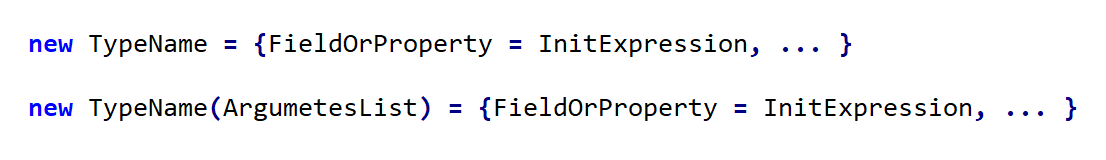 new TypeName = {FieldOrProperty = InitExpression, ... }
new TypeName(ArgumetesList) = {FieldOrProperty = InitExpression, ... }